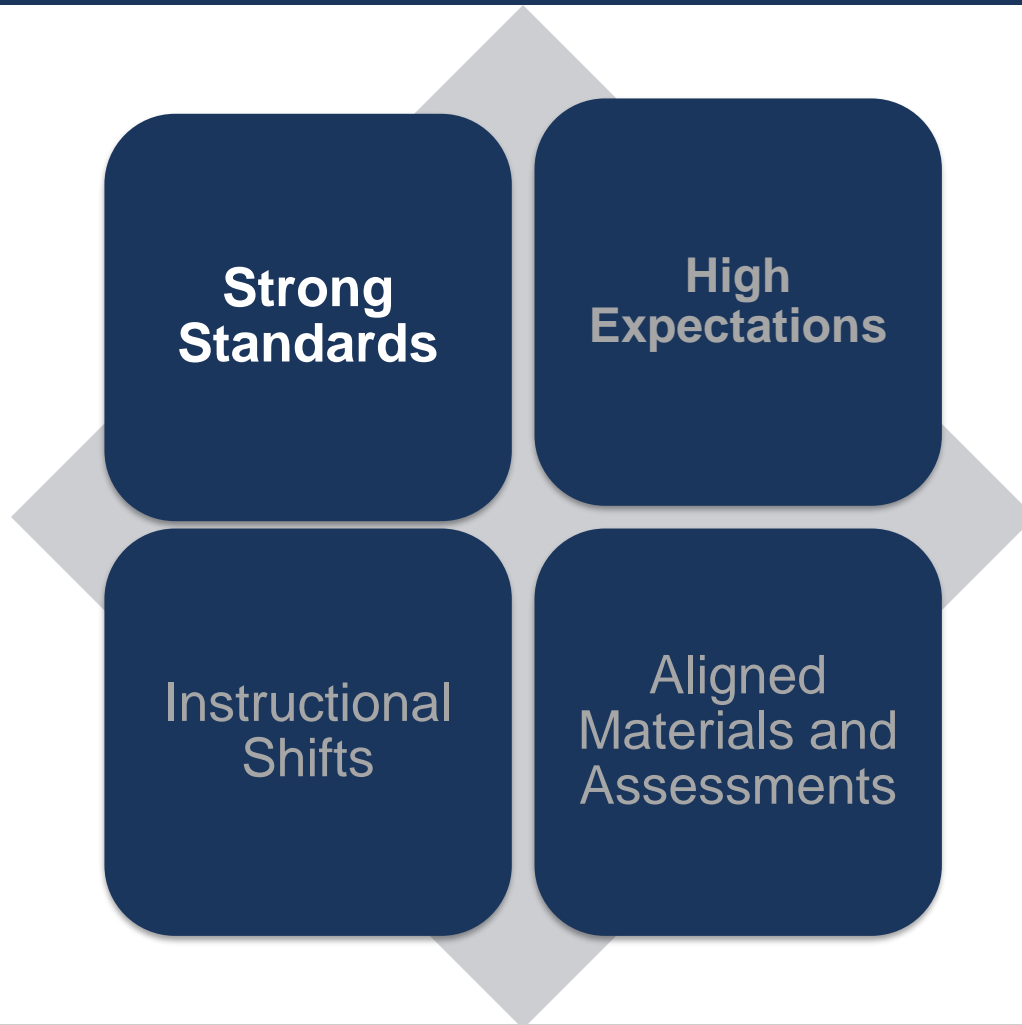 Strong
Standards
High
Expectations
Instructional
Shifts
Aligned
Materials and
Assessments